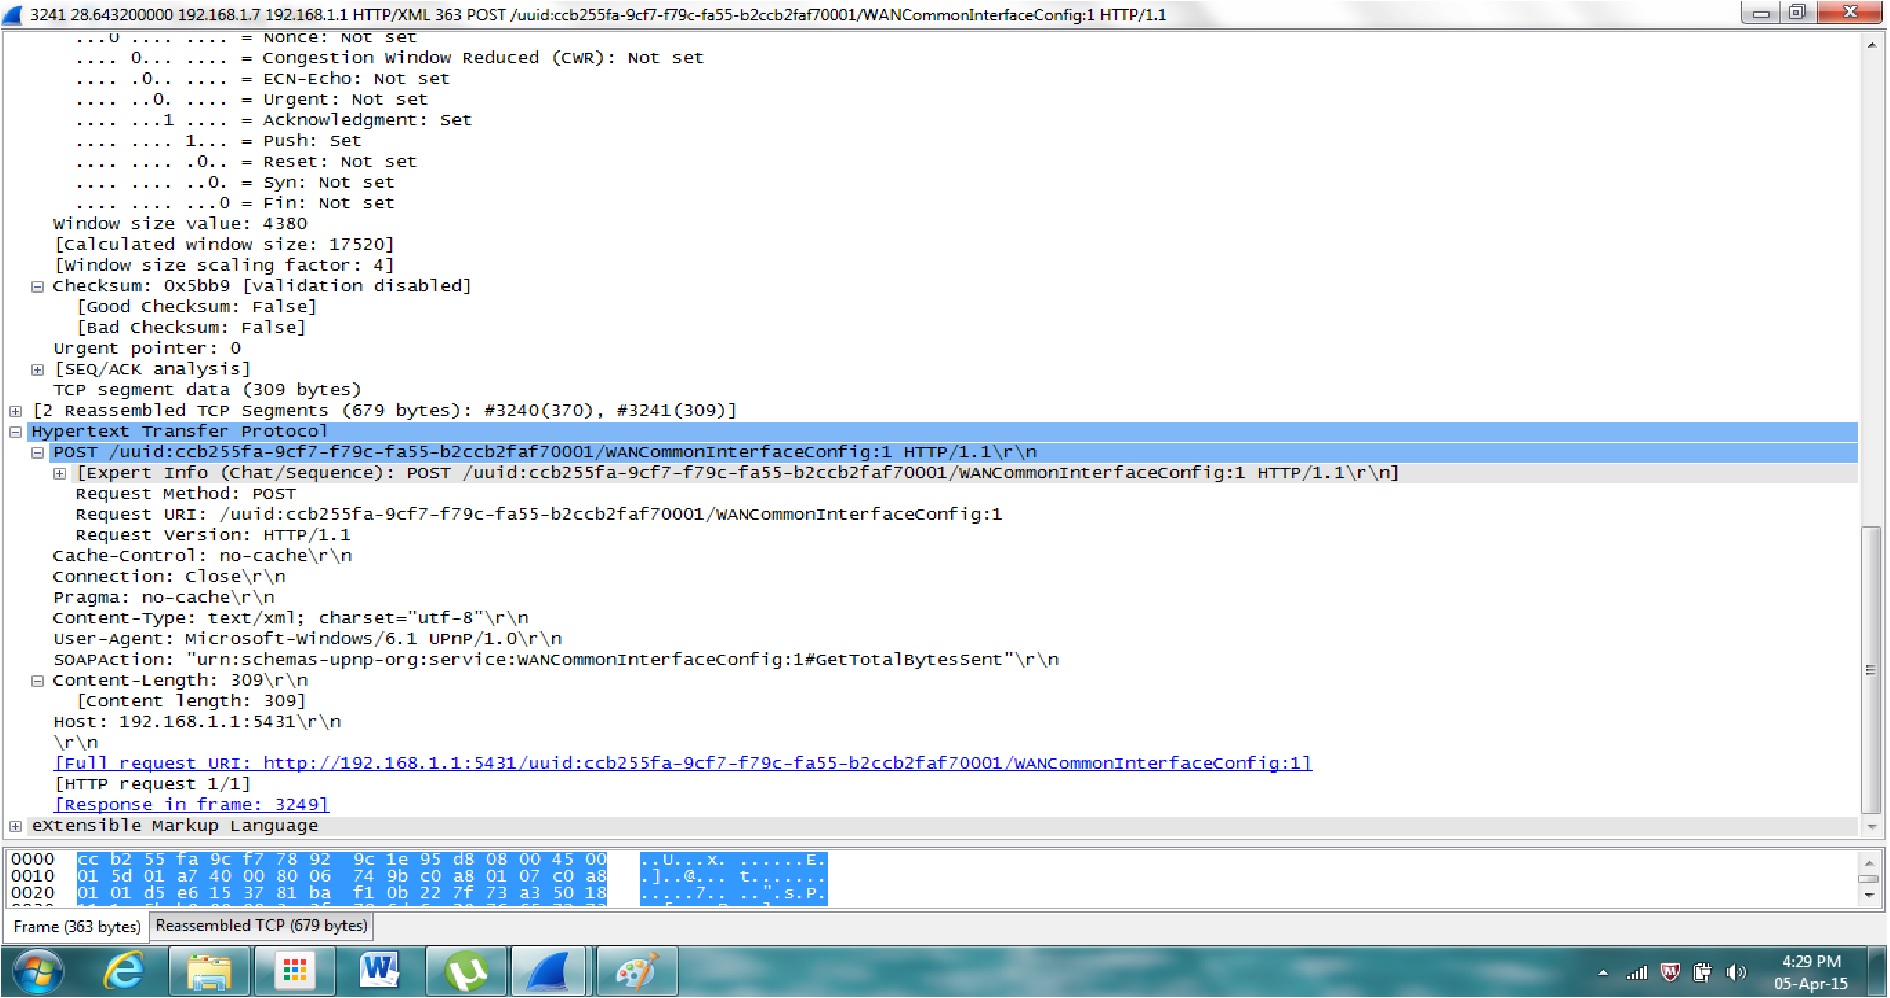 3241 28.643200000 192.168.1.7 192.168.1.1 HTTP/XML 363 POST /uuid:ccb255fa-9cf7-f79c-fa55-b2ccb2faf70001/WANCommonInterfaceConfig:1 HTTP/1.1
...0 .... .... = Nonce: Not set
.... 0... .... = Congestion Window Reduced (CWR): Not set
.... .0.. .... = ECN-Echo: Not set
.... ..0. .... = Urgent: Not set
.... ...1 .... = Acknowledgment: Set
.... .... 1... = Push: Set
.... .... .0.. = Reset: Not set
.... .... ..0. = Syn: Not set
.... .... ...0 = Fin: Not set
Window size value: 4380
[Calculated window size: 17520]
[Window size scaling factor: 4]
Checksum: 0x5bb9 [validation disabled]
[Good Checksum: False]
[Bad Checksum: False]
Urgent pointer: 0
[SEQ/ACK analysis]
TCP segment data (309 bytes)
[2 Reassembled TCP Segments (679 bytes): #3240(370), #3241(309)]
Hypertext Transfer Protocol
POST /uuid:ccb255fa-9cf7-f79c-fa55-b2ccb2faf70001/WANCommonInterfaceConfig:1 HTTP/1.1\r\n
[Expert Info (Chat/Sequence): POST /uuid:ccb255fa-9cf7-f79c-fa55-b2ccb2faf70001/WANCommonInterfaceConfig:1 HTTP/1.1\r\n]
Request Method: POST
Request URI: /uuid:ccb255fa-9cf7-f79c-fa55-b2ccb2faf70001/WANCommonInterfaceConfig:1
Request Version: HTTP/1.1
Cache-Control: no-cache\r\n
Connection: Close\r\n
Pragma: no-cache\r\n
Content-Type: text/xml; charset="utf-8"\r\n
User-Agent: Microsoft-Windows/6.1 UPnP/1.0\r\n
SOAPAction: "urn:schemas-upnp-org:service:WANCommonInterfaceConfig:1#GetTotalBytesSent"\r\n
Content-Length: 309\r\n
[Content length: 309]
Host: 192.168.1.1:5431\r\n
\r\n
[Full request URI: http://192.168.1.1:5431/uuid:ccb255fa-9cf7-f79c-fa55-b2ccb2faf70001/WANCommonInterfaceConfig:1]
[HTTP request 1/1]
[Response in frame: 3249]
eXtensible Markup Language
0000 cc b2 55 fa 9c f7 78 92 9c 1e 95 d8 08 00 45 00 ..U...x. ......E.
0010 01 5d 01 a7 40 00 80 06 74 9b c0 a8 01 07 c0 a8 .]..@... t.......
0020 01 01 d5 e6 15 37 81 ba f1 0b 22 7f 73 a3 50 18 .....7.. ..".s.P.
Frame (363 bytes) Reassembled TCP (679 bytes)
4:29 PM
05-Apr-15